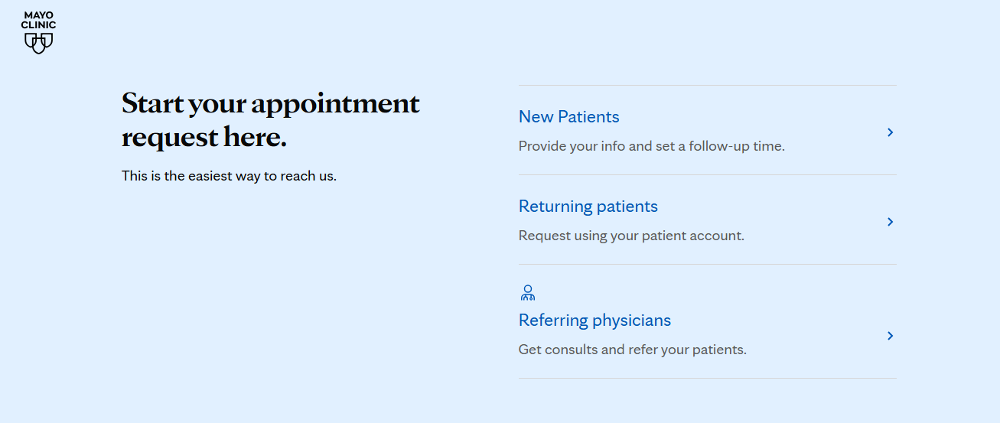 MAYO
CLINIC
Start your appointment
request here.
This is the easiest way to reach us.
New Patients
Provide your info and set a follow-up time.
Returning patients
Request using your patient account.
Referring physicians
Get consults and refer your patients.